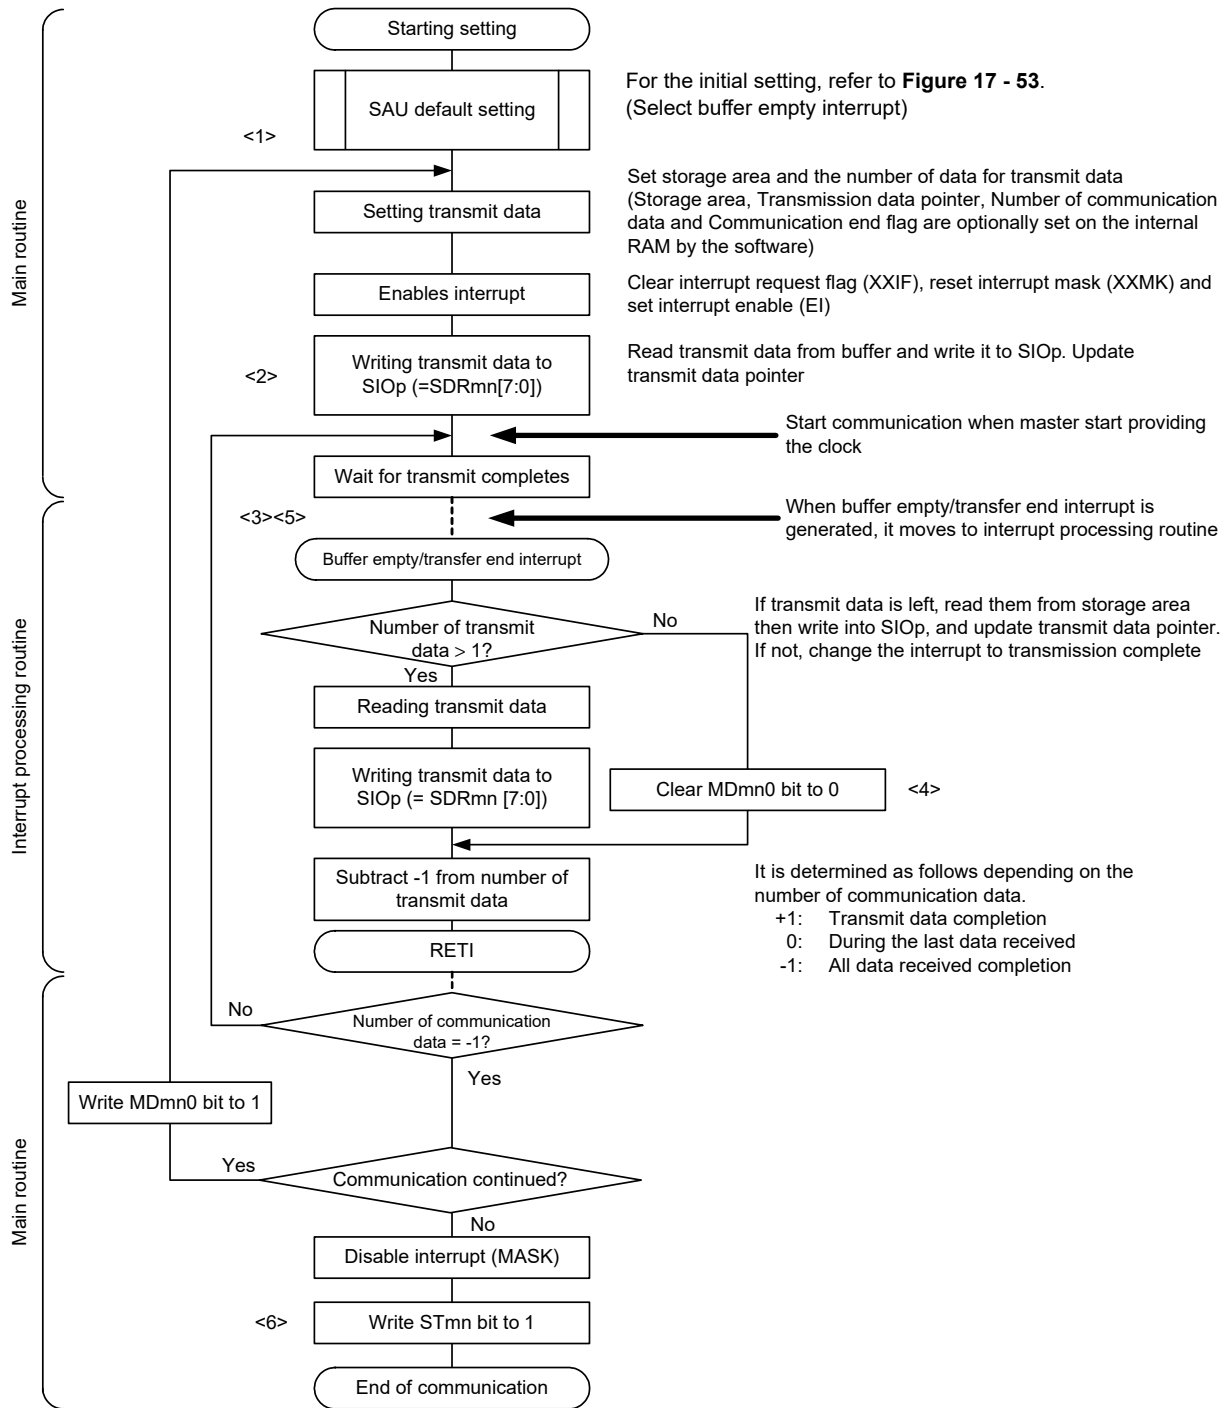 Starting setting
SAU default setting
For the initial setting, refer to Figure 17 - 53.
(Select buffer empty interrupt)
<1>
Setting transmit data
Set storage area and the number of data for transmit data
(Storage area, Transmission data pointer, Number of communication
data and Communication end flag are optionally set on the internal
RAM by the software)
Main routine
Enables interrupt
Clear interrupt request flag (XXIF), reset interrupt mask (XXMK) and
set interrupt enable (EI)
<2>
Writing transmit data to
SIOp (=SDRmn[7:0])
Read transmit data from buffer and write it to SIOp. Update
transmit data pointer
Start communication when master start providing
the clock
Wait for transmit completes
<3><5>
When buffer empty/transfer end interrupt is
generated, it moves to interrupt processing routine
Buffer empty/transfer end interrupt
Number of transmit
data > 1?
No
Yes
If transmit data is left, read them from storage area
then write into SIOp, and update transmit data pointer.
If not, change the interrupt to transmission complete
Interrupt processing routine
Reading transmit data
Writing transmit data to
SIOp (= SDRmn [7:0])
Clear MDmn0 bit to 0
<4>
Subtract -1 from number of
transmit data
It is determined as follows depending on the
number of communication data.
+1: Transmit data completion
0: During the last data received
-1: All data received completion
RETI
No
Number of communication
data = -1?
Yes
Write MDmn0 bit to 1
Main routine
Yes
Communication continued?
No
Disable interrupt (MASK)
<6>
Write STmn bit to 1
End of communication